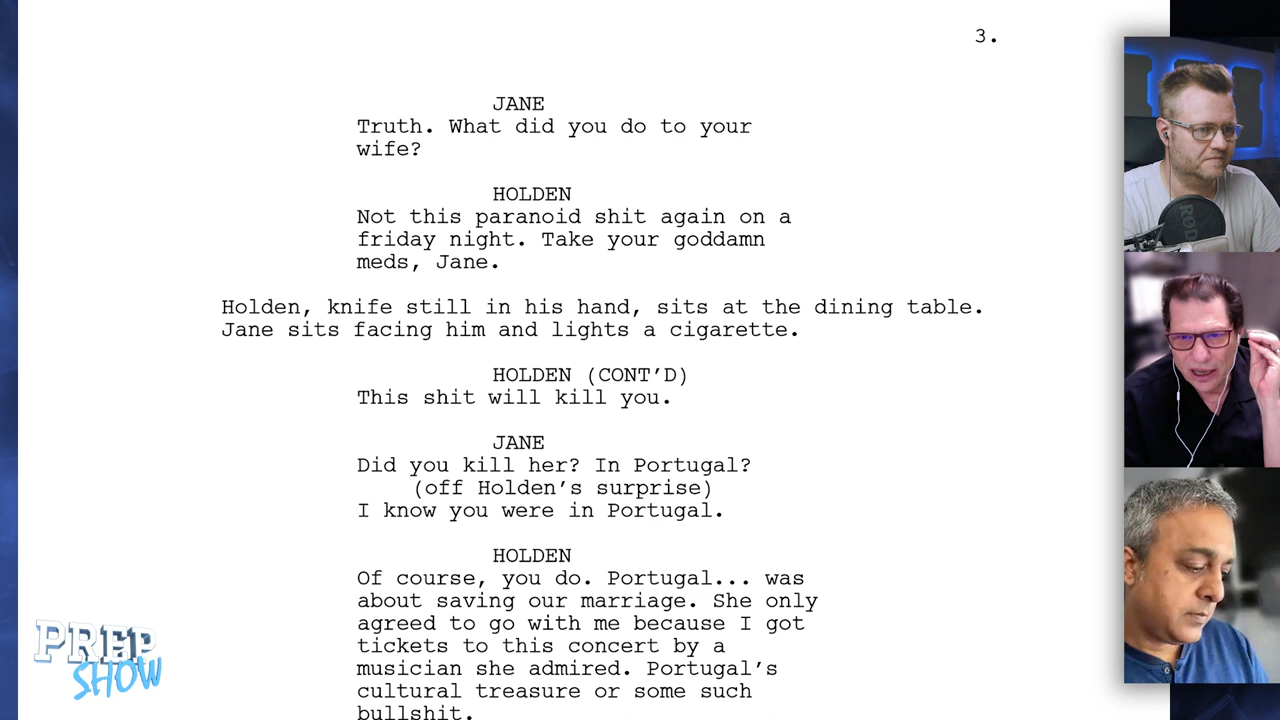 3.
JANE
Truth. What did you do to your
wife?
HOLDEN
Not this paranoid shit again on a
friday night. Take your goddamn
meds, Jane.
Holden, knife still in his hand, sits at the dining table.
Jane sits facing him and lights a cigarette.
HOLDEN (CONT'D)
This shit will kill you.
JANE
Did you kill her? In Portugal?
(off Holden's surprise)
I know you were in Portugal.
HOLDEN
Of course, you do. Portugal... was
about saving our marriage. She only
agreed to go with me because I got
tickets to this concert by a
musician she admired. Portugal's
cultural treasure or some such
bullshit.
PREP
SHOW
RØDE